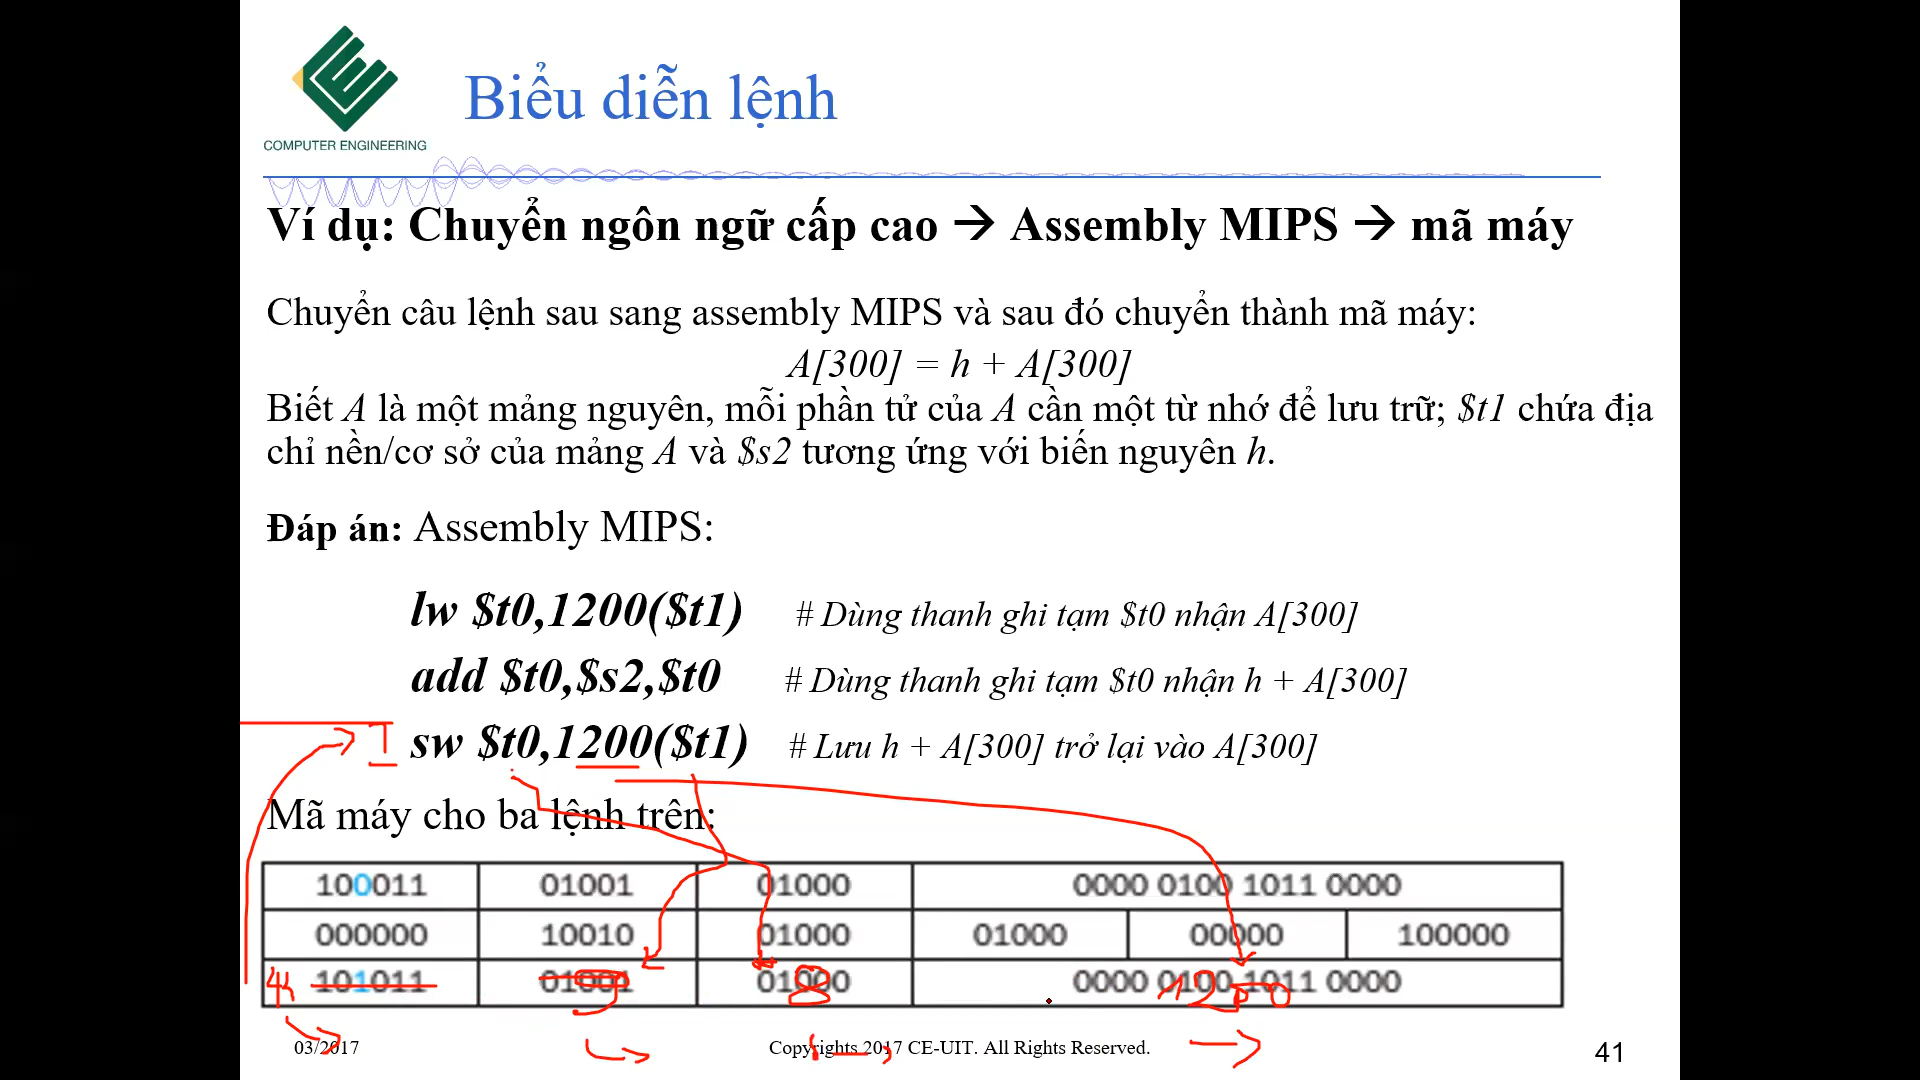 COMPUTER ENGINEERING
Biểu diễn lệnh
Ví dụ: Chuyển ngôn ngữ cấp cao → Assembly MIPS → mã máy
Chuyển câu lệnh sau sang assembly MIPS và sau đó chuyển thành mã máy:
A[300] = h + A[300]
Biết A là một mảng nguyên, mỗi phần tử của A cần một từ nhớ để lưu trữ; $t1 chứa địa
chỉ nền/cơ sở của mảng A và $s2 tương ứng với biến nguyên h.
Đáp án: Assembly MIPS:
lw $t0,1200($t1) # Dùng thanh ghi tạm $t0 nhận A[300]
add $t0,$s2,$t0 # Dùng thanh ghi tạm $t0 nhận h + A[300]
I sw $t0,1200($t1) # Lưu h + A[300] trở lại vào A[300]
Mã máy cho ba lệnh trên:
100011 01001 01000 0000 0100 1011 0000
000000 10010 01000 01000 00000 100000
101011 01001 01000 0000 0100 1011 0000
9 8 1200
03/2017 Copyrights 2017 CE-UIT. All Rights Reserved. 41